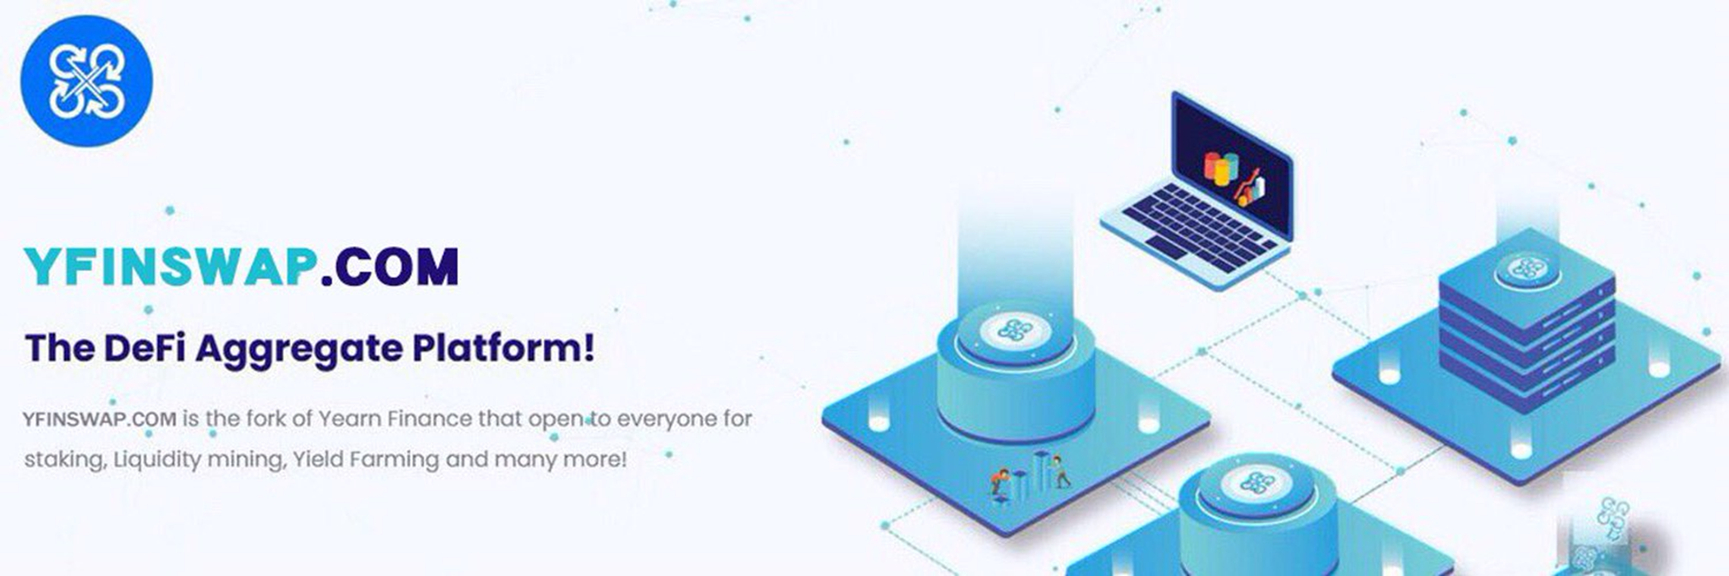 YFINSWAP.COM
The DeFi Aggregate Platform!
YFINSWAP.COM is the fork of Yearn Finance that open to everyone for
staking, Liquidity mining, Yield Farming and many more!